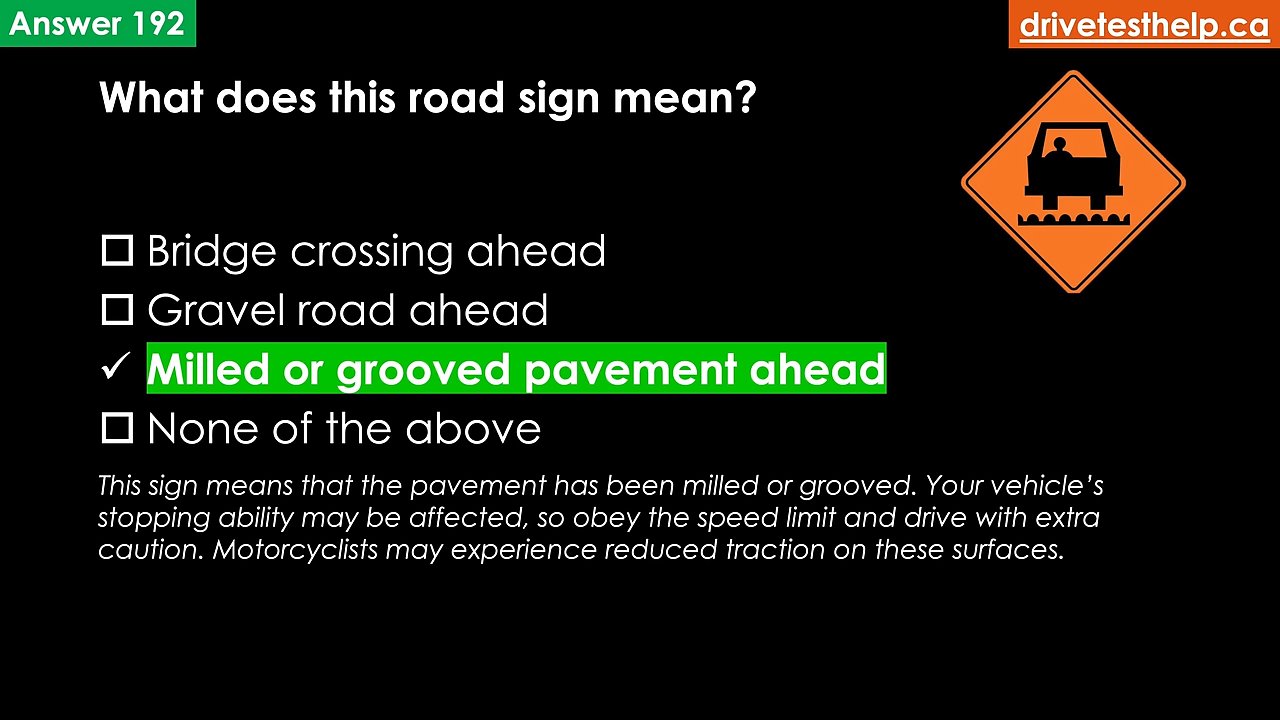 Answer 192
drivetesthelp.ca
What does this road sign mean?
Bridge crossing ahead
Gravel road ahead
Milled or grooved pavement ahead
None of the above
This sign means that the pavement has been milled or grooved. Your vehicle’s
stopping ability may be affected, so obey the speed limit and drive with extra
caution. Motorcyclists may experience reduced traction on these surfaces.